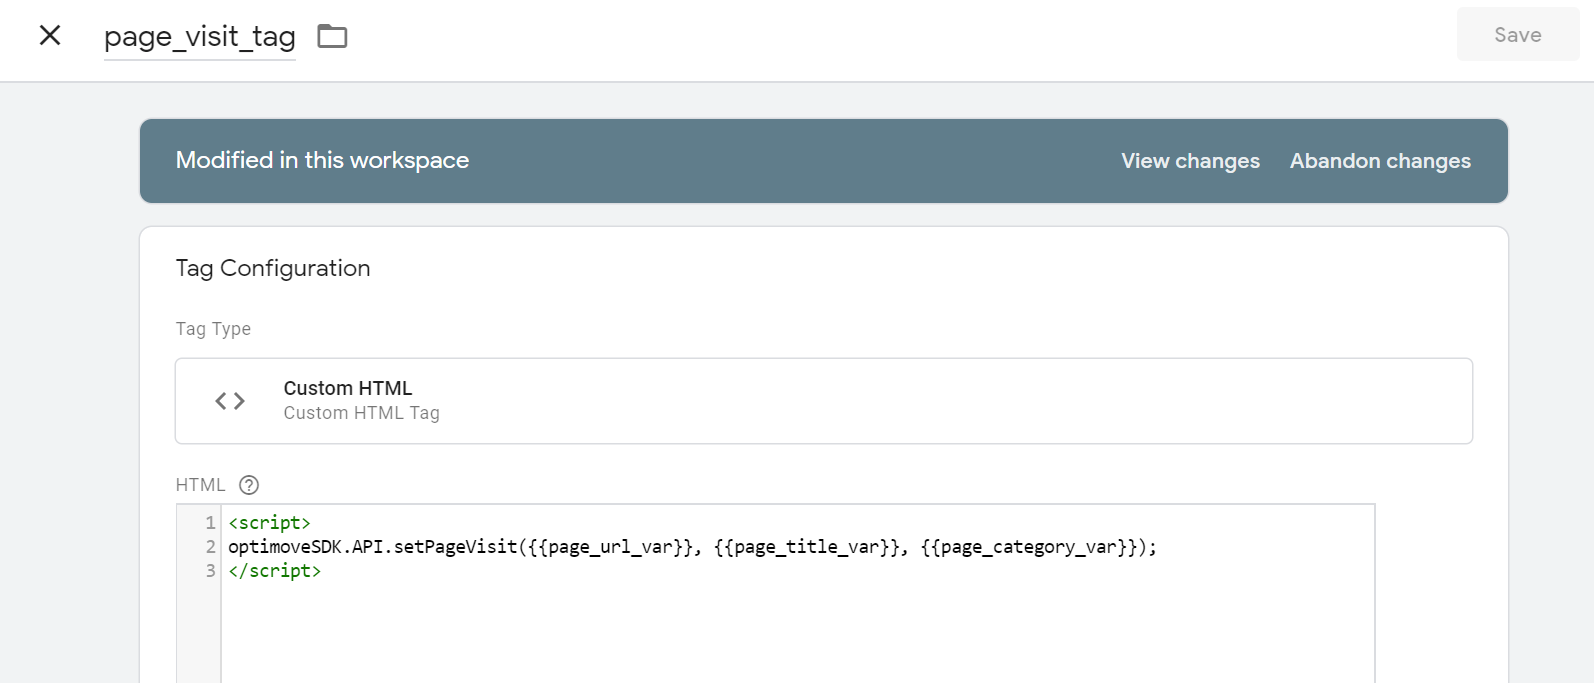 page_visit_tag
Save
Modified in this workspace
View changes
Abandon changes
Tag Configuration
Tag Type
Custom HTML
Custom HTML Tag
HTML
1 <script>
2 optimoveSDK.API.setPageVisit({{page_url_var}}, {{page_title_var}}, {{page_category_var}});
3 </script>